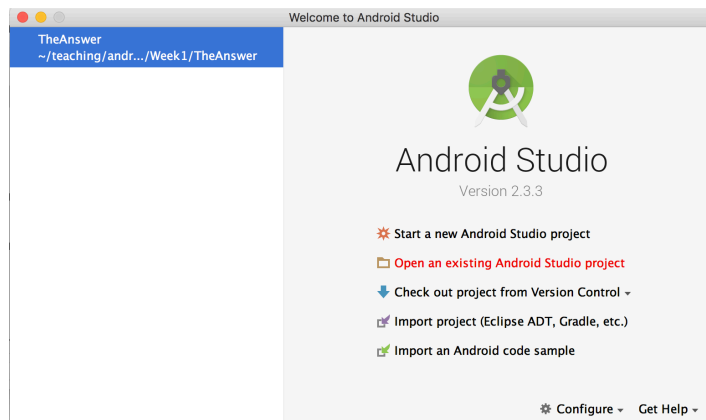 Welcome to Android Studio
TheAnswer
~/teaching/andr.../Week1/TheAnswer
Android Studio
Version 2.3.3
Start a new Android Studio project
Open an existing Android Studio project
Check out project from Version Control
Import project (Eclipse ADT, Gradle, etc.)
Import an Android code sample
Configure Get Help